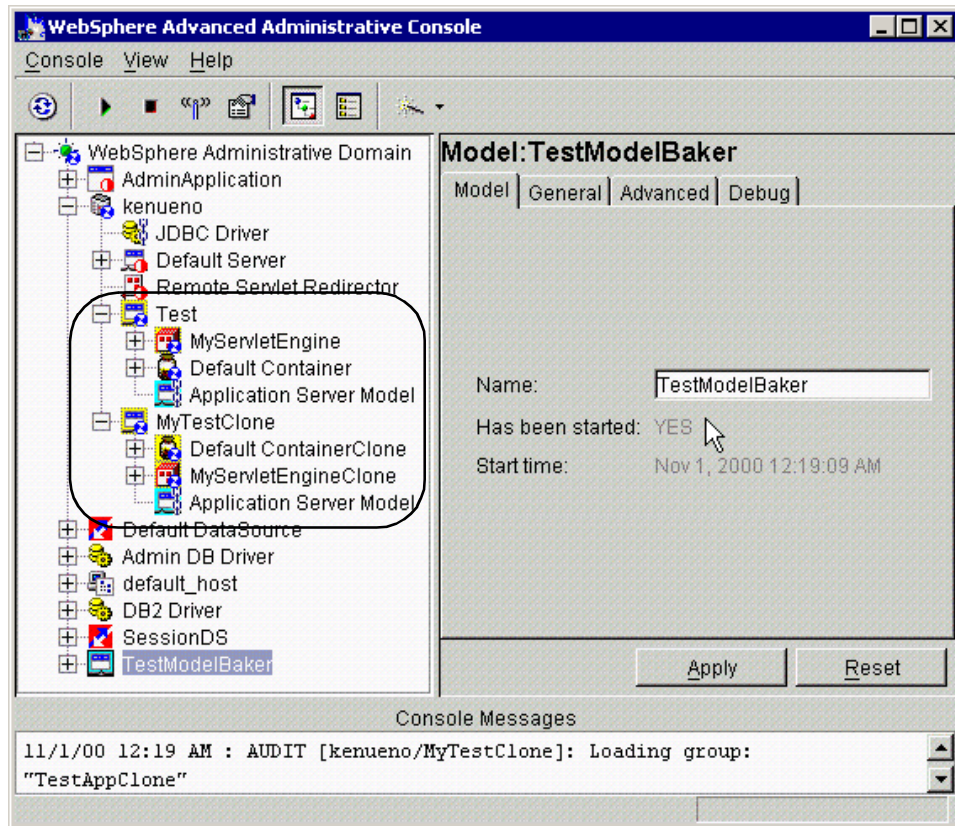 WebSphere Advanced Administrative Console
Console View Help
WebSphere Administrative Domain
AdminApplication
kenueno
JDBC Driver
Default Server
Remote Servlet Redirector
Test
MyServletEngine
Default Container
Application Server Model
MyTestClone
Default ContainerClone
MyServletEngineClone
Application Server Model
Default DataSource
Admin DB Driver
default_host
DB2 Driver
SessionDS
TestModelBaker
Model:TestModelBaker
Model General Advanced Debug
Name: TestModelBaker
Has been started: YES
Start time: Nov 1, 2000 12:19:09 AM
Apply Reset
Console Messages
11/1/00 12:19 AM : AUDIT [kenueno/MyTestClone]: Loading group:
"TestAppClone"